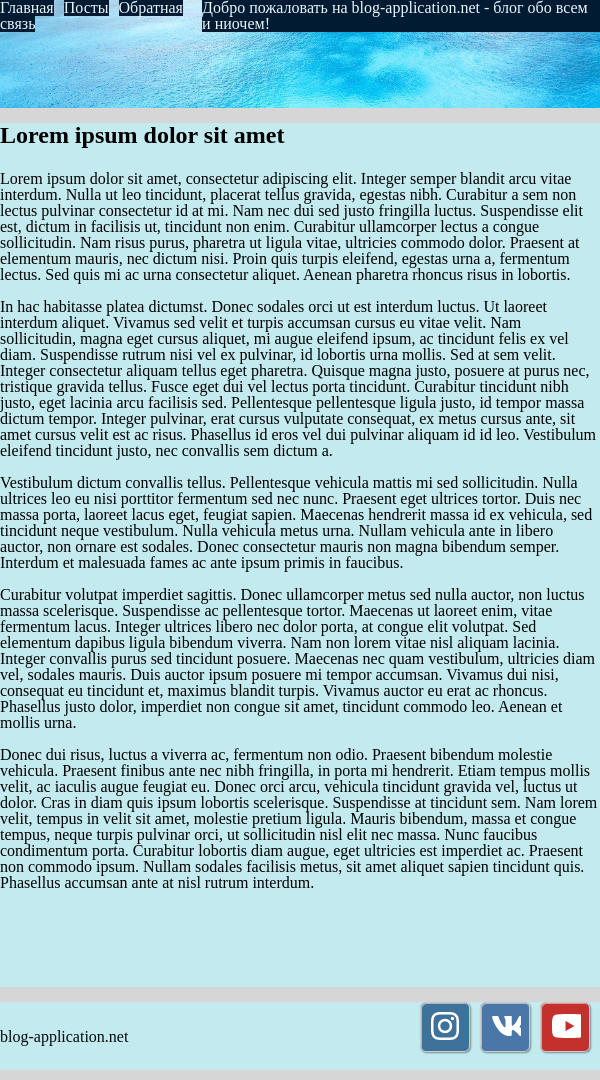 Главная Посты Обратная
связь
Добро пожаловать на blog-application.net - блог обо всем
и ниочем!
Lorem ipsum dolor sit amet
Lorem ipsum dolor sit amet, consectetur adipiscing elit. Integer semper blandit arcu vitae
interdum. Nulla ut leo tincidunt, placerat tellus gravida, egestas nibh. Curabitur a sem non
lectus pulvinar consectetur id at mi. Nam nec dui sed justo fringilla luctus. Suspendisse elit
est, dictum in facilisis ut, tincidunt non enim. Curabitur ullamcorper lectus a congue
sollicitudin. Nam risus purus, pharetra ut ligula vitae, ultricies commodo dolor. Praesent at
elementum mauris, nec dictum nisi. Proin quis turpis eleifend, egestas urna a, fermentum
lectus. Sed quis mi ac urna consectetur aliquet. Aenean pharetra rhoncus risus in lobortis.
In hac habitasse platea dictumst. Donec sodales orci ut est interdum luctus. Ut laoreet
interdum aliquet. Vivamus sed velit et turpis accumsan cursus eu vitae velit. Nam
sollicitudin, magna eget cursus aliquet, mi augue eleifend ipsum, ac tincidunt felis ex vel
diam. Suspendisse rutrum nisi vel ex pulvinar, id lobortis urna mollis. Sed at sem velit.
Integer consectetur aliquam tellus eget pharetra. Quisque magna justo, posuere at purus nec,
tristique gravida tellus. Fusce eget dui vel lectus porta tincidunt. Curabitur tincidunt nibh
justo, eget lacinia arcu facilisis sed. Pellentesque pellentesque ligula justo, id tempor massa
dictum tempor. Integer pulvinar, erat cursus vulputate consequat, ex metus cursus ante, sit
amet cursus velit est ac risus. Phasellus id eros vel dui pulvinar aliquam id id leo. Vestibulum
eleifend tincidunt justo, nec convallis sem dictum a.
Vestibulum dictum convallis tellus. Pellentesque vehicula mattis mi sed sollicitudin. Nulla
ultrices leo eu nisi porttitor fermentum sed nec nunc. Praesent eget ultrices tortor. Duis nec
massa porta, laoreet lacus eget, feugiat sapien. Maecenas hendrerit massa id ex vehicula, sed
tincidunt neque vestibulum. Nulla vehicula metus urna. Nullam vehicula ante in libero
auctor, non ornare est sodales. Donec consectetur mauris non magna bibendum semper.
Interdum et malesuada fames ac ante ipsum primis in faucibus.
Curabitur volutpat imperdiet sagittis. Donec ullamcorper metus sed nulla auctor, non luctus
massa scelerisque. Suspendisse ac pellentesque tortor. Maecenas ut laoreet enim, vitae
fermentum lacus. Integer ultrices libero nec dolor porta, at congue elit volutpat. Sed
elementum dapibus ligula bibendum viverra. Nam non lorem vitae nisl aliquam lacinia.
Integer convallis purus sed tincidunt posuere. Maecenas nec quam vestibulum, ultricies diam
vel, sodales mauris. Duis auctor ipsum posuere mi tempor accumsan. Vivamus dui nisi,
consequat eu tincidunt et, maximus blandit turpis. Vivamus auctor eu erat ac rhoncus.
Phasellus justo dolor, imperdiet non congue sit amet, tincidunt commodo leo. Aenean et
mollis urna.
Donec dui risus, luctus a viverra ac, fermentum non odio. Praesent bibendum molestie
vehicula. Praesent finibus ante nec nibh fringilla, in porta mi hendrerit. Etiam tempus mollis
velit, ac iaculis augue feugiat eu. Donec orci arcu, vehicula tincidunt gravida vel, luctus ut
dolor. Cras in diam quis ipsum lobortis scelerisque. Suspendisse at tincidunt sem. Nam lorem
velit, tempus in velit sit amet, molestie pretium ligula. Mauris bibendum, massa et congue
tempus, neque turpis pulvinar orci, ut sollicitudin nisl elit nec massa. Nunc faucibus
condimentum porta. Curabitur lobortis diam augue, eget ultricies est imperdiet ac. Praesent
non commodo ipsum. Nullam sodales facilisis metus, sit amet aliquet sapien tincidunt quis.
Phasellus accumsan ante at nisl rutrum interdum.
blog-application.net